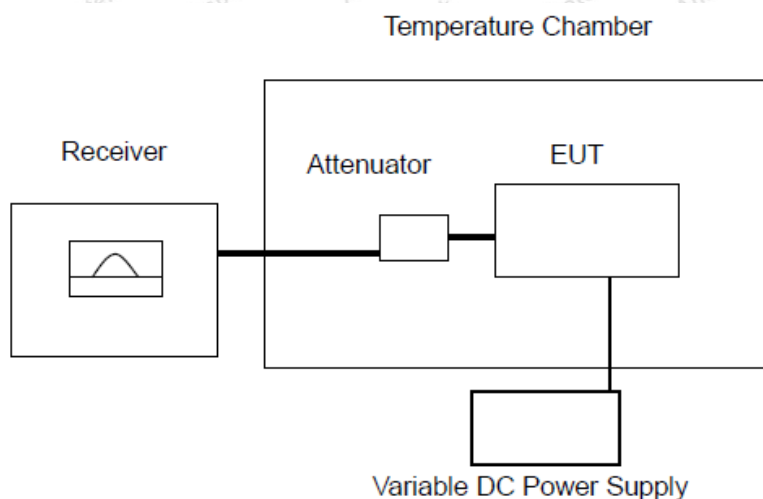 Temperature Chamber
Receiver
Attenuator
EUT
Variable DC Power Supply